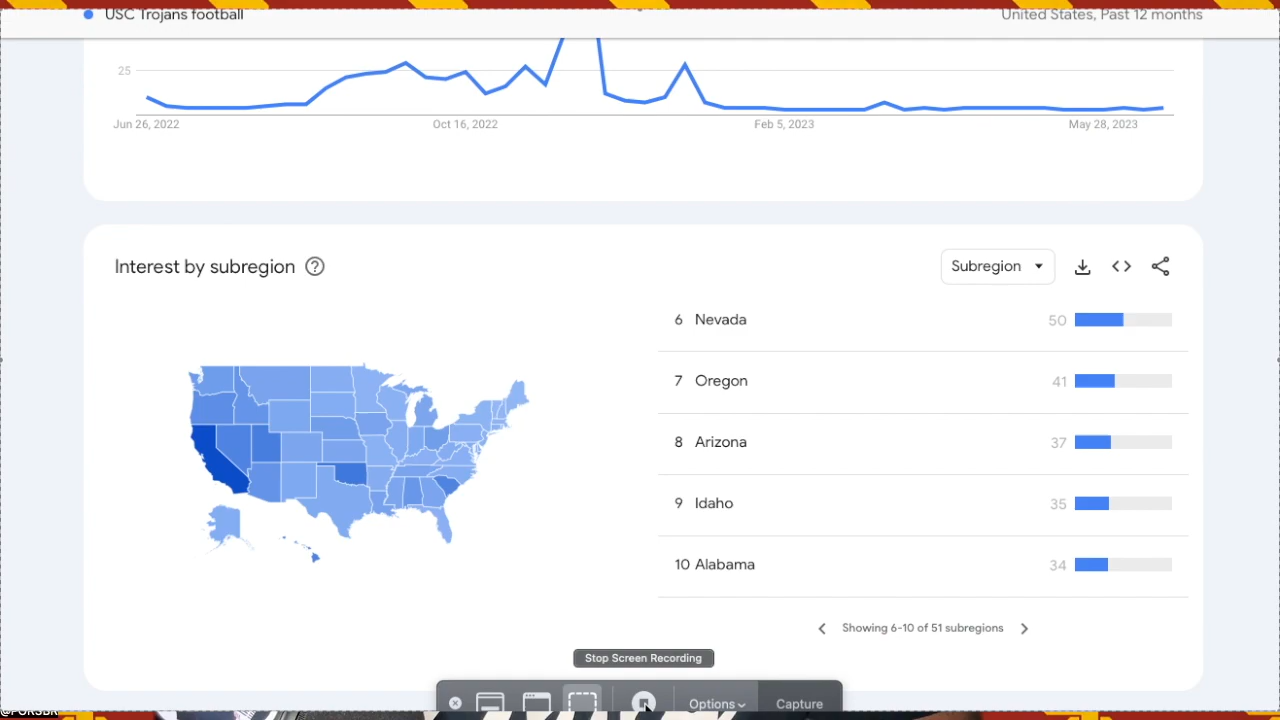 USC Trojans football
United States, Past 12 months
25
Jun 26, 2022
Oct 16, 2022
Feb 5, 2023
May 28, 2023
Interest by subregion ?
Subregion
6 Nevada 50
7 Oregon 41
8 Arizona 37
9 Idaho 35
10 Alabama 34
Showing 6-10 of 51 subregions
Stop Screen Recording
Options
Capture